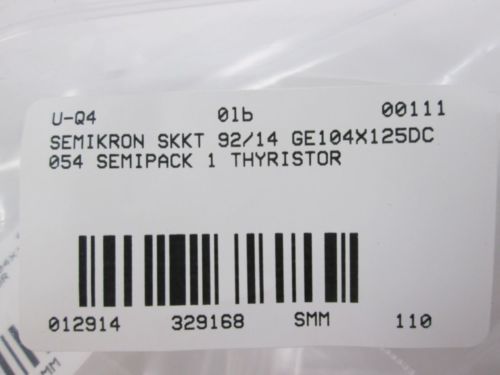 U-Q4 01b 00111
SEMIKRON SKKT 92/14 GE104X125DC
054 SEMIPACK 1 THYRISTOR
012914 329168 SMM 110